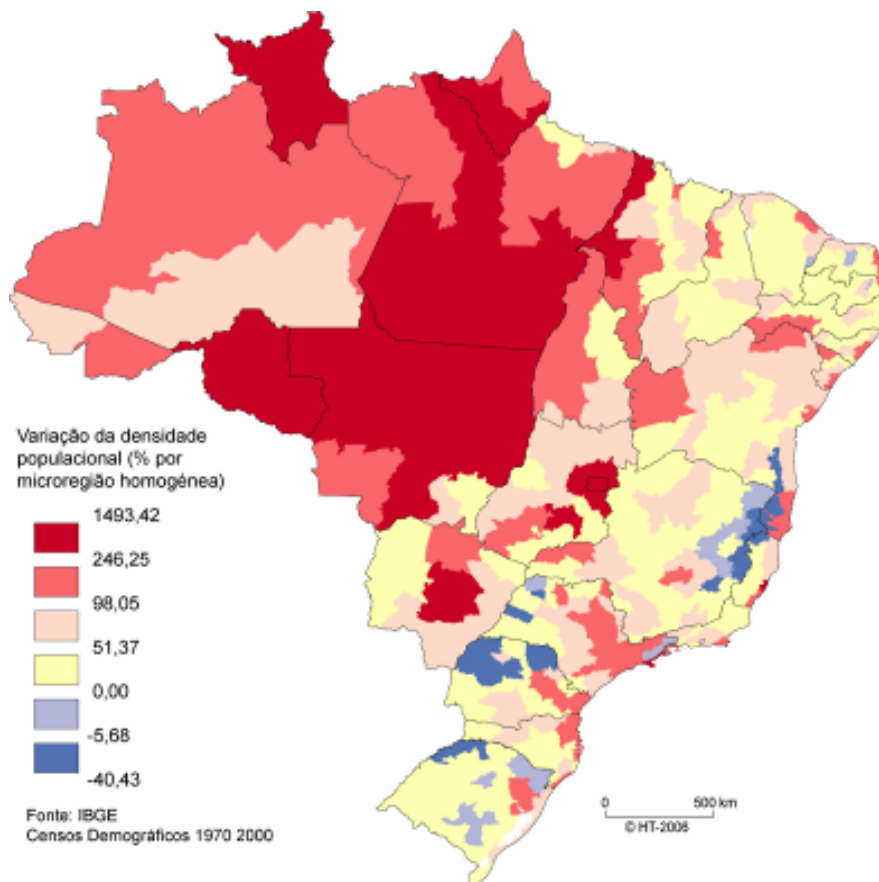 Variação da densidade
populacional (% por
microregião homogénea)
1493,42
246,25
98,05
51,37
0,00
-5,68
-40,43
Fonte: IBGE
Censos Demográficos 1970 2000
0 500 km
© HT-2006